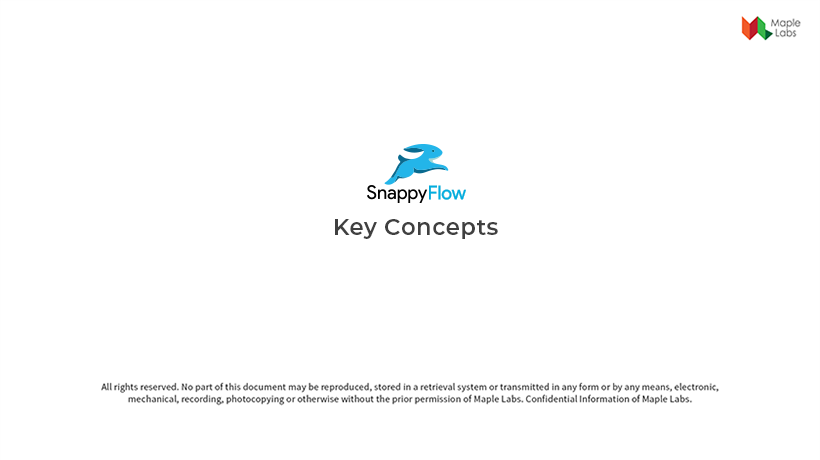 Maple
Labs
SnappyFlow
Key Concepts
All rights reserved. No part of this document may be reproduced, stored in a retrieval system or transmitted in any form or by any means, electronic,
mechanical, recording, photocopying or otherwise without the prior permission of Maple Labs. Confidential Information of Maple Labs.